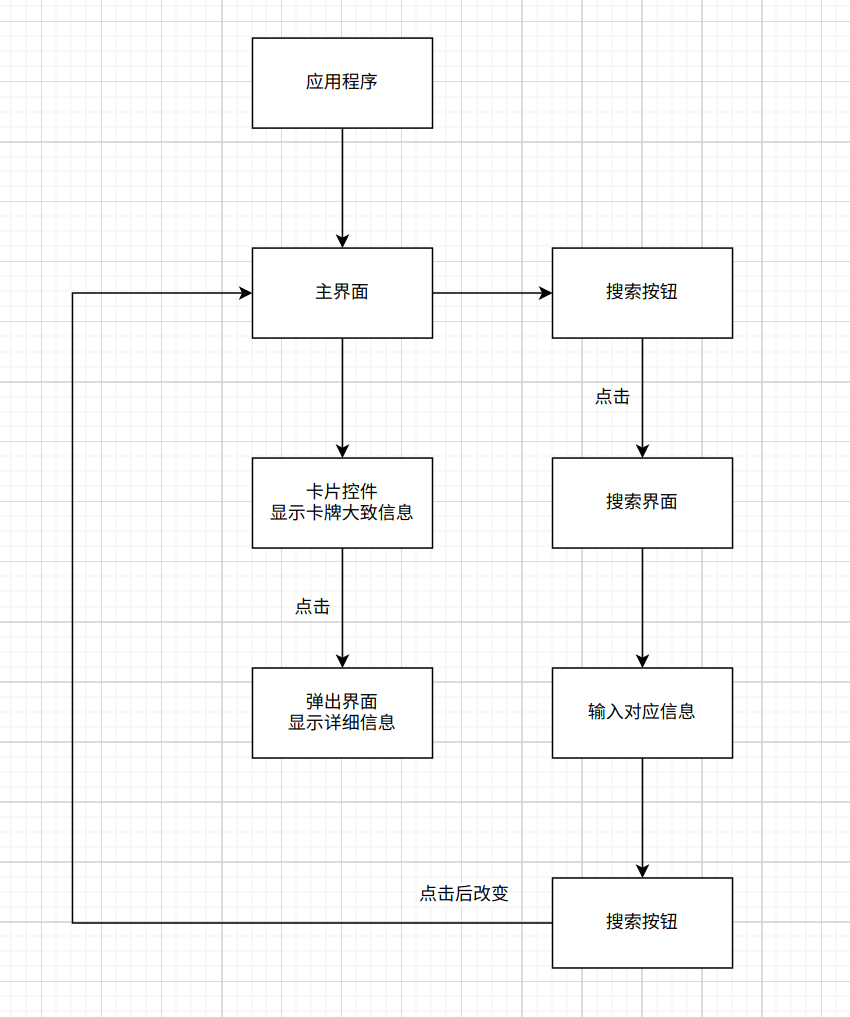 应用程序
主界面
搜索按钮
点击
卡片控件
显示卡牌大致信息
搜索界面
点击
弹出界面
显示详细信息
输入对应信息
点击后改变
搜索按钮